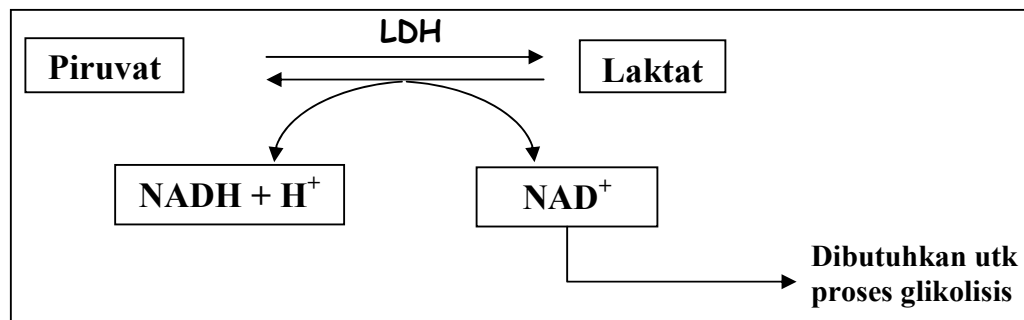 LDH
Piruvat
Laktat
NADH + H⁺
NAD⁺
Dibutuhkan utk
proses glikolisis